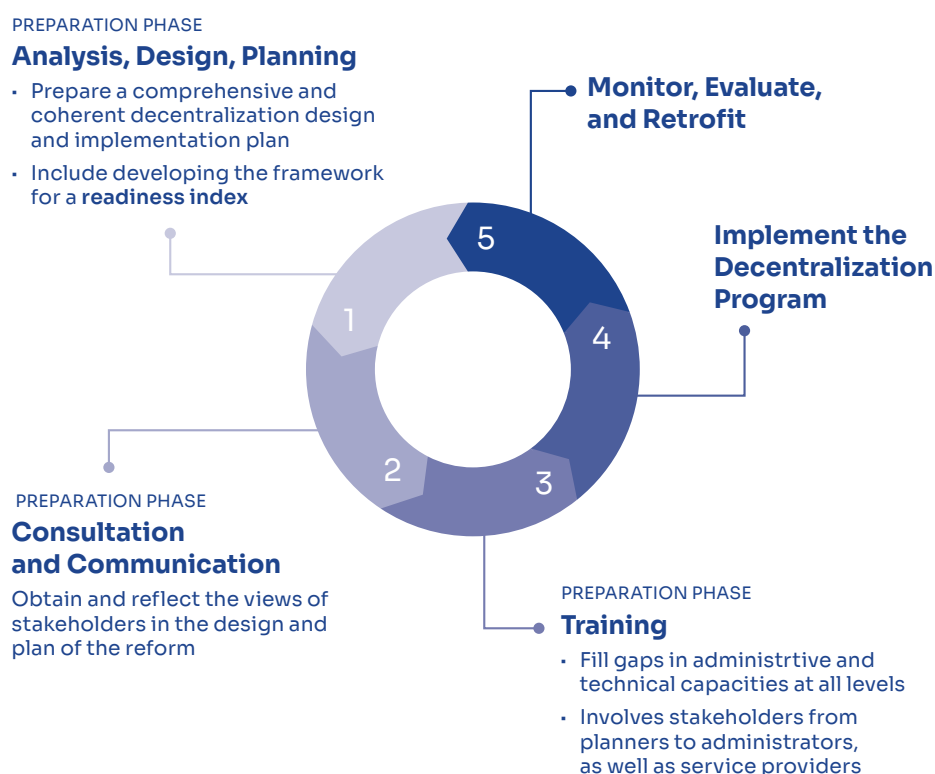 PREPARATION PHASE
Analysis, Design, Planning
· Prepare a comprehensive and
coherent decentralization design
and implementation plan
· Include developing the framework
for a readiness index
Monitor, Evaluate,
and Retrofit
5
Implement the
Decentralization
Program
1
4
2
3
PREPARATION PHASE
Consultation
and Communication
Obtain and reflect the views of
stakeholders in the design and
plan of the reform
PREPARATION PHASE
Training
· Fill gaps in administrtive and
technical capacities at all levels
· Involves stakeholders from
planners to administrators,
as well as service providers